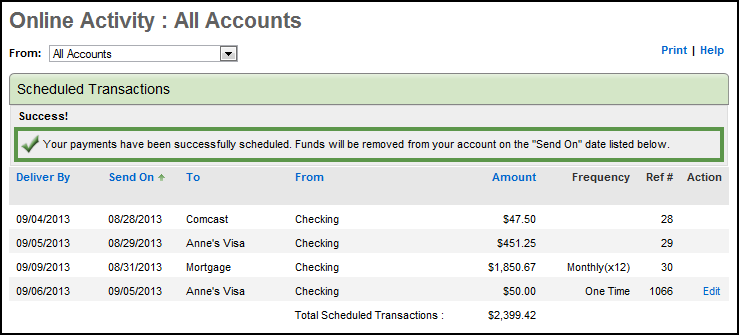 Online Activity : All Accounts
From: All Accounts Print | Help
Scheduled Transactions
Success!
Your payments have been successfully scheduled. Funds will be removed from your account on the "Send On" date listed below.
Deliver By Send On To From Amount Frequency Ref # Action
09/04/2013 08/28/2013 Comcast Checking $47.50 28
09/05/2013 08/29/2013 Anne's Visa Checking $451.25 29
09/09/2013 08/31/2013 Mortgage Checking $1,850.67 Monthly(x12) 30
09/06/2013 09/05/2013 Anne's Visa Checking $50.00 One Time 1066 Edit
Total Scheduled Transactions : $2,399.42